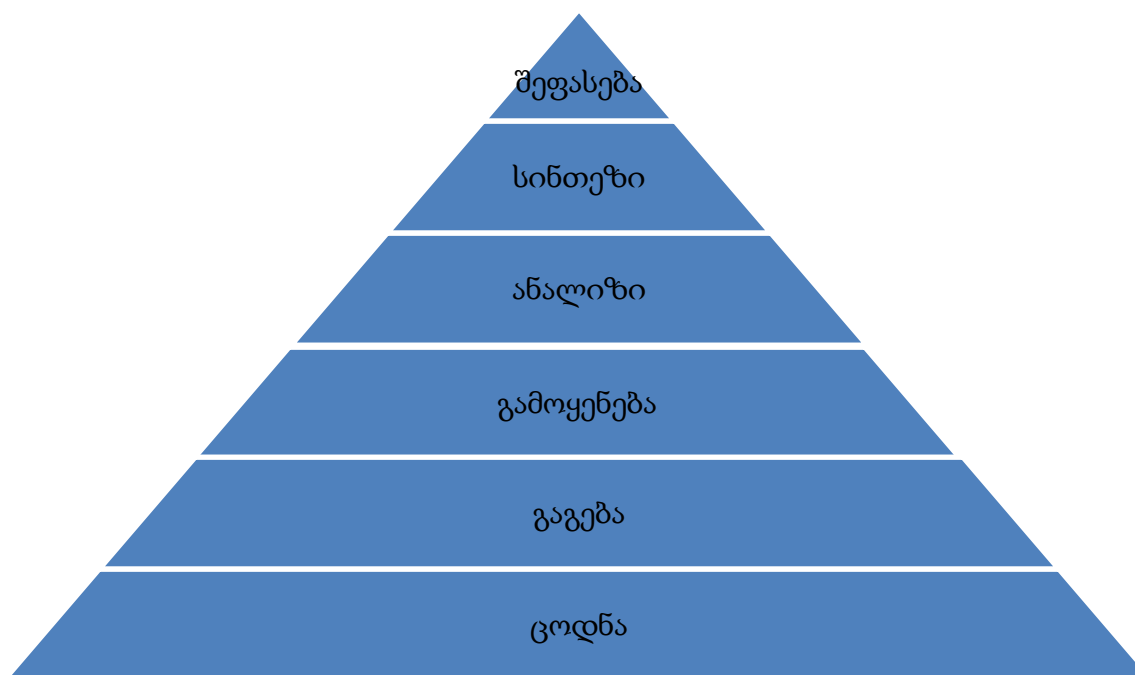 შეფასება
სინთეზი
ანალიზი
გამოყენება
გაგება
ცოდნა